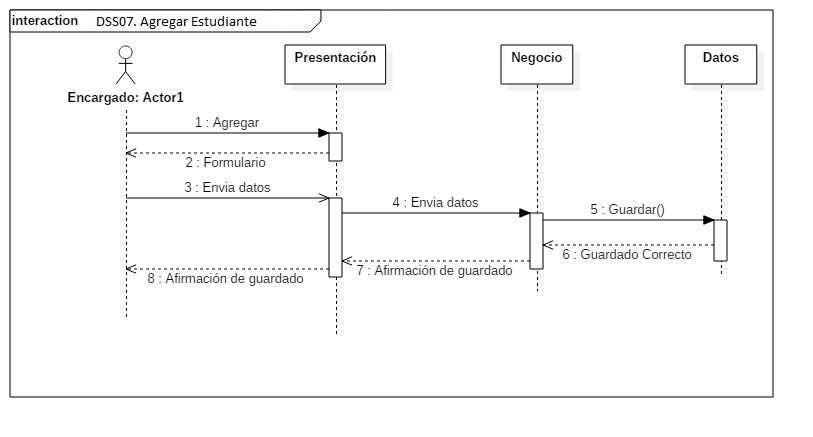 interaction DSS07. Agregar Estudiante
Presentación
Negocio
Datos
Encargado: Actor1
1 : Agregar
2 : Formulario
3 : Envia datos
4 : Envia datos
5 : Guardar()
6 : Guardado Correcto
7 : Afirmación de guardado
8 : Afirmación de guardado